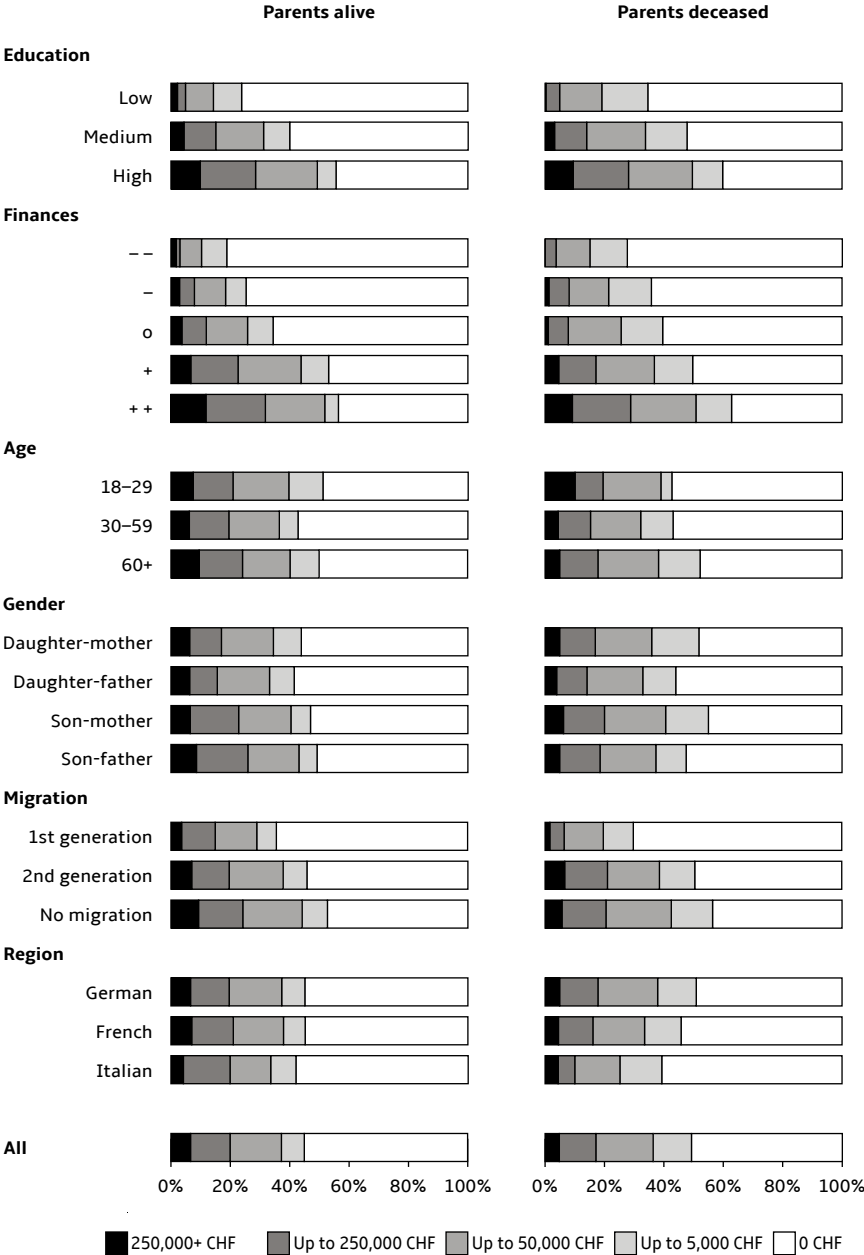 Parents alive Parents deceased
Education
Low
Medium
High
Finances
– –
–
o
+
+ +
Age
18–29
30–59
60+
Gender
Daughter-mother
Daughter-father
Son-mother
Son-father
Migration
1st generation
2nd generation
No migration
Region
German
French
Italian
All
0% 20% 40% 60% 80% 100% 0% 20% 40% 60% 80% 100%
250,000+ CHF Up to 250,000 CHF Up to 50,000 CHF Up to 5,000 CHF 0 CHF